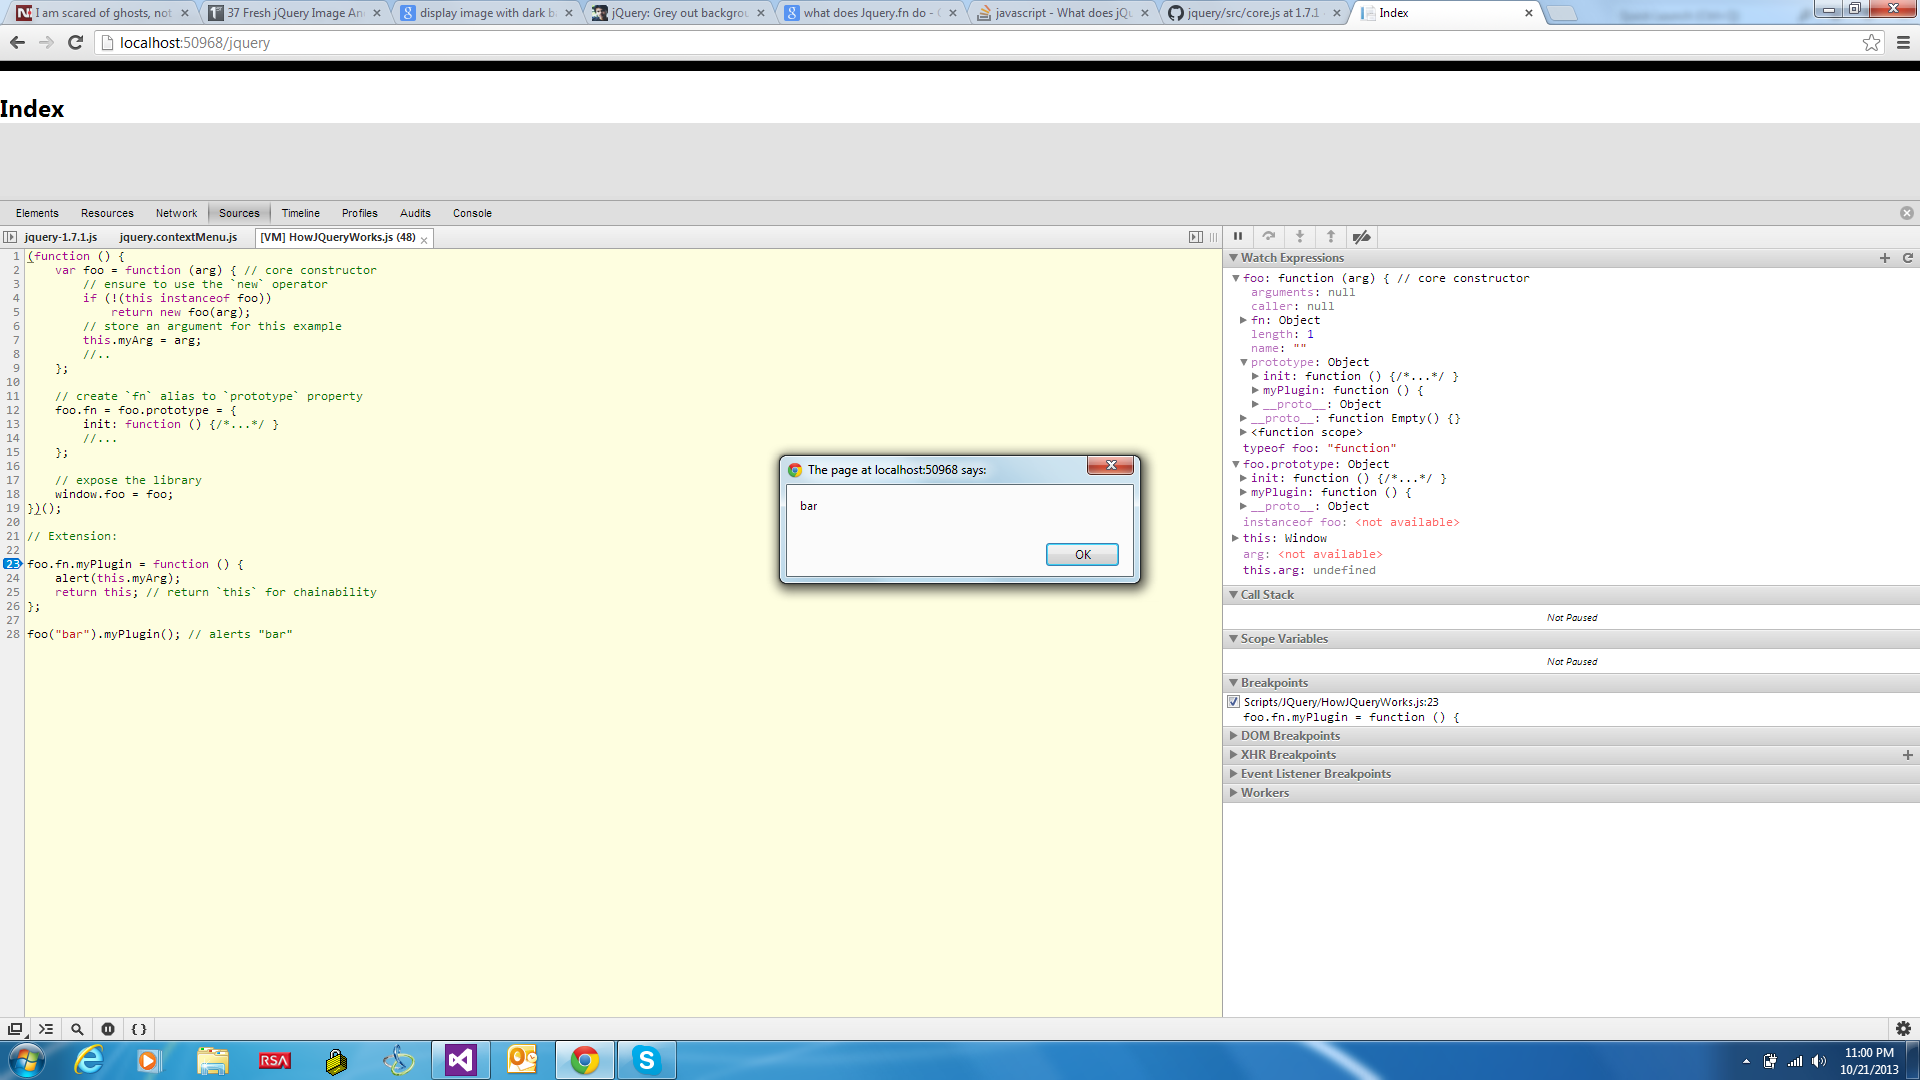 I am scared of ghosts, not
37 Fresh jQuery Image An
display image with dark b
jQuery: Grey out backgrou
what does Jquery.fn do -
javascript - What does jQ
jquery/src/core.js at 1.7.1
Index
localhost:50968/jquery
Index
Elements Resources Network Sources Timeline Profiles Audits Console
jquery-1.7.1.js jquery.contextMenu.js [VM] HowJQueryWorks.js (48)
1 (function () {
2 var foo = function (arg) { // core constructor
3 // ensure to use the `new` operator
4 if (!(this instanceof foo))
5 return new foo(arg);
6 // store an argument for this example
7 this.myArg = arg;
8 //..
9 };
10
11 // create `fn` alias to `prototype` property
12 foo.fn = foo.prototype = {
13 init: function () {/*...*/ }
14 //...
15 };
16
17 // expose the library
18 window.foo = foo;
19 })();
20
21 // Extension:
22
23 foo.fn.myPlugin = function () {
24 alert(this.myArg);
25 return this; // return `this` for chainability
26 };
27
28 foo("bar").myPlugin(); // alerts "bar"
The page at localhost:50968 says:
bar
OK
Watch Expressions
foo: function (arg) { // core constructor
arguments: null
caller: null
fn: Object
length: 1
name: ""
prototype: Object
init: function () {/*...*/ }
myPlugin: function () {
__proto__: Object
__proto__: function Empty() {}
<function scope>
typeof foo: "function"
foo.prototype: Object
init: function () {/*...*/ }
myPlugin: function () {
__proto__: Object
instanceof foo: <not available>
this: Window
arg: <not available>
this.arg: undefined
Call Stack
Not Paused
Scope Variables
Not Paused
Breakpoints
Scripts/JQuery/HowJQueryWorks.js:23
foo.fn.myPlugin = function () {
DOM Breakpoints
XHR Breakpoints
Event Listener Breakpoints
Workers
RSA
11:00 PM
10/21/2013